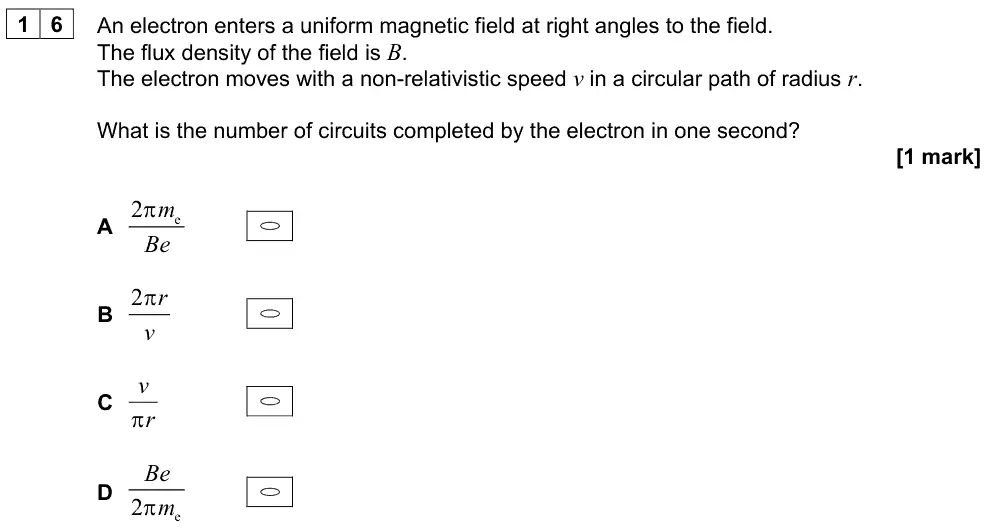 1 6 An electron enters a uniform magnetic field at right angles to the field.
The flux density of the field is B.
The electron moves with a non-relativistic speed v in a circular path of radius r.
What is the number of circuits completed by the electron in one second?
[1 mark]
A 2πmₑ
Be
B 2πr
v
C v
πr
D Be
2πmₑ